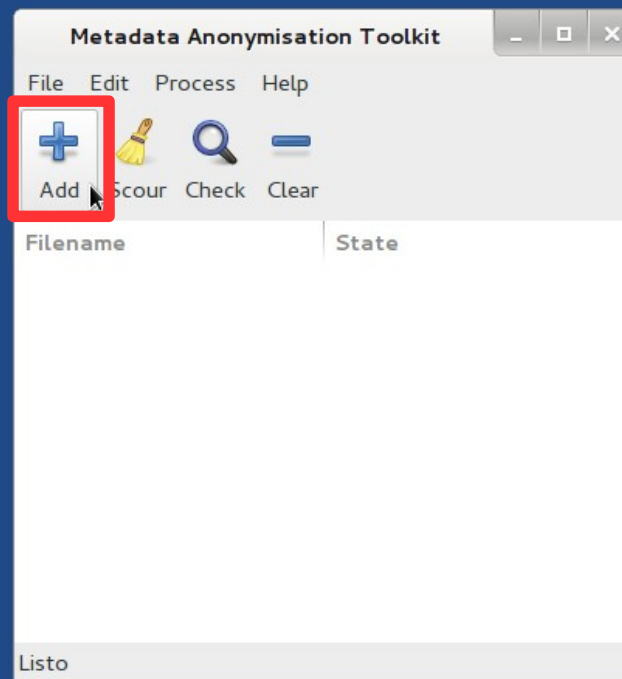 Metadata Anonymisation Toolkit
File Edit Process Help
Add Scour Check Clear
Filename State
Listo